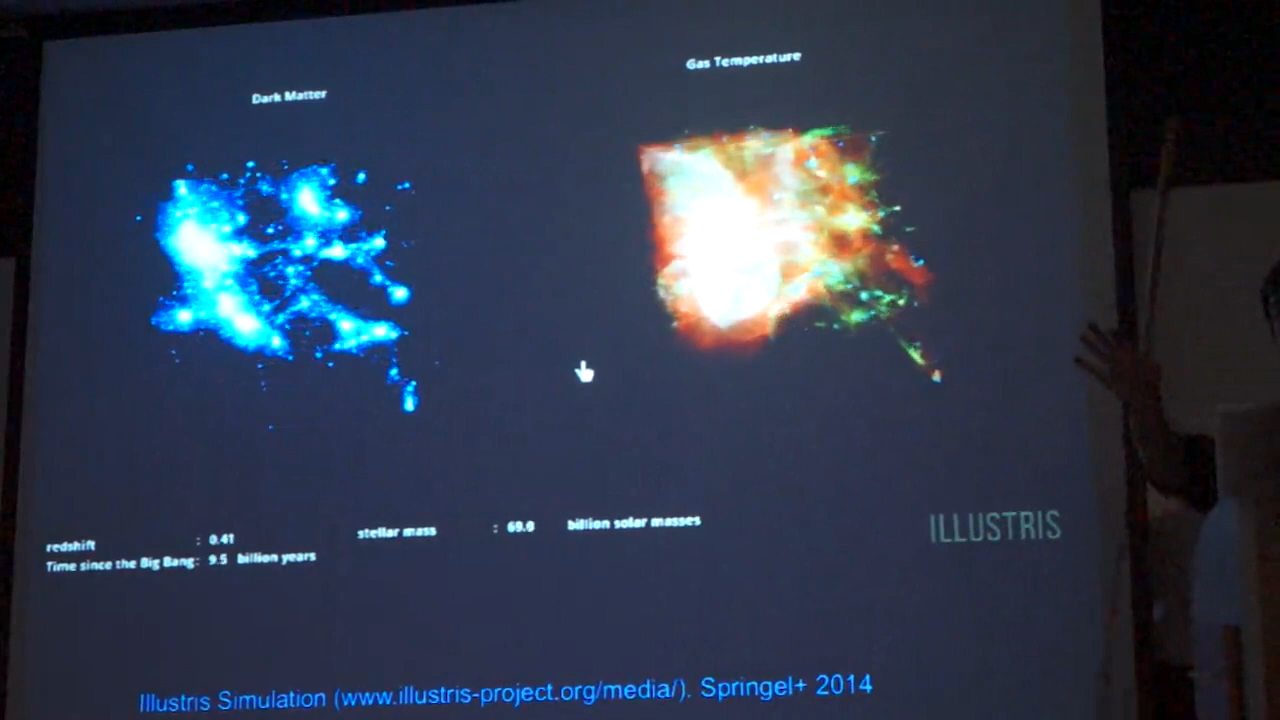 Dark Matter
Gas Temperature
redshift : 0.41
stellar mass : 69.0 billion solar masses
Time since the Big Bang: 9.5 billion years
ILLUSTRIS
Illustris Simulation (www.illustris-project.org/media/). Springel+ 2014